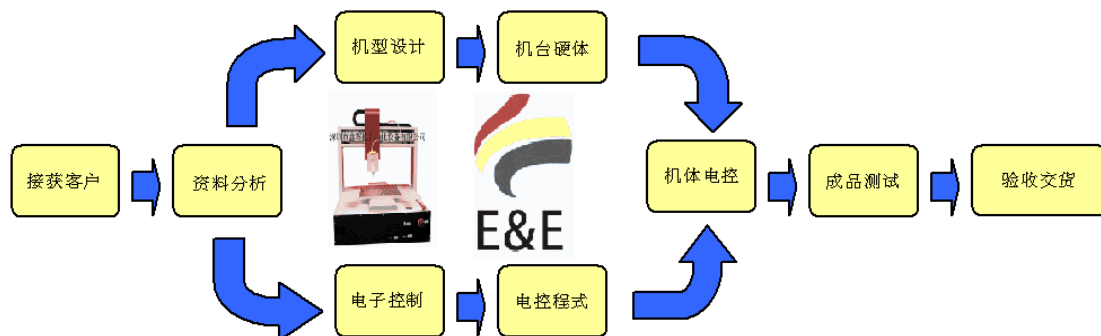 机型设计
机台硬体
接获客户
资料分析
机体电控
成品测试
验收交货
E&E
电子控制
电控程式